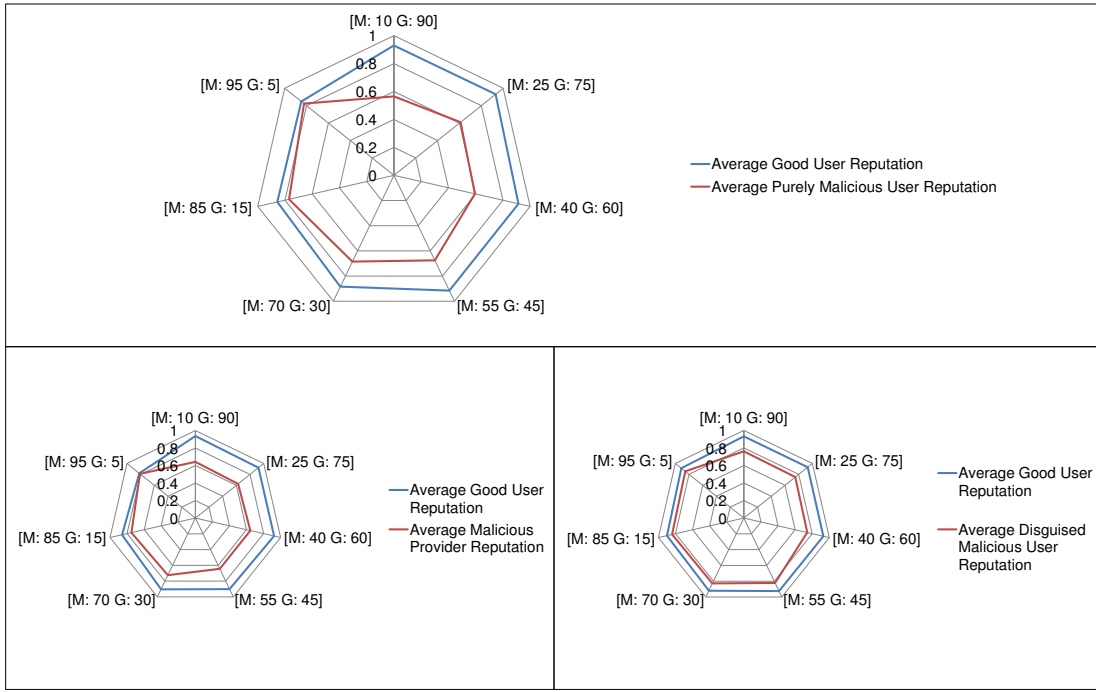 [M: 10 G: 90]
1
0.8
0.6
0.4
0.2
0
[M: 25 G: 75]
[M: 40 G: 60]
[M: 55 G: 45]
[M: 70 G: 30]
[M: 85 G: 15]
[M: 95 G: 5]
Average Good User Reputation
Average Purely Malicious User Reputation
[M: 10 G: 90]
1
0.8
0.6
0.4
0.2
0
[M: 25 G: 75]
[M: 40 G: 60]
[M: 55 G: 45]
[M: 70 G: 30]
[M: 85 G: 15]
[M: 95 G: 5]
Average Good User
Reputation
Average Malicious
Provider Reputation
[M: 10 G: 90]
1
0.8
0.6
0.4
0.2
0
[M: 25 G: 75]
[M: 40 G: 60]
[M: 55 G: 45]
[M: 70 G: 30]
[M: 85 G: 15]
[M: 95 G: 5]
Average Good User
Reputation
Average Disguised
Malicious User
Reputation